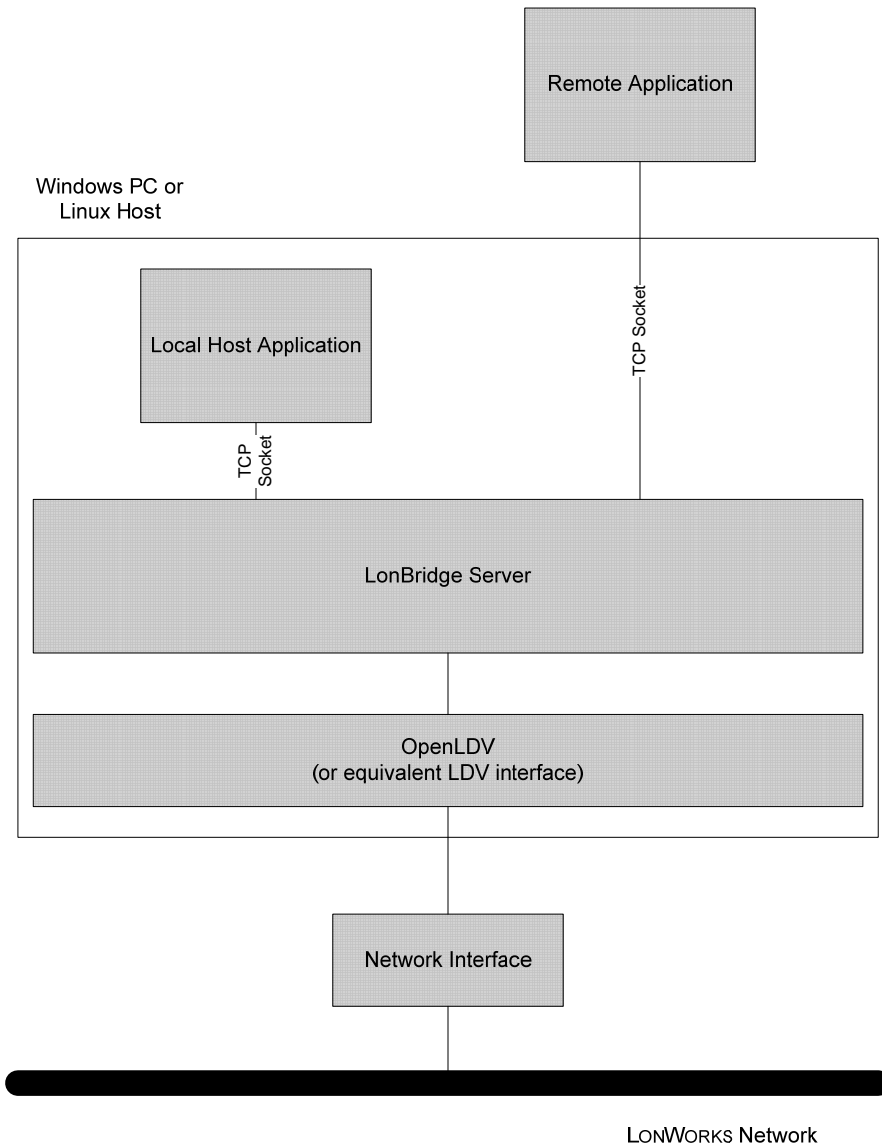 Remote Application
Windows PC or
Linux Host
Local Host Application
TCP Socket
TCP
Socket
LonBridge Server
OpenLDV
(or equivalent LDV interface)
Network Interface
LONWORKS Network